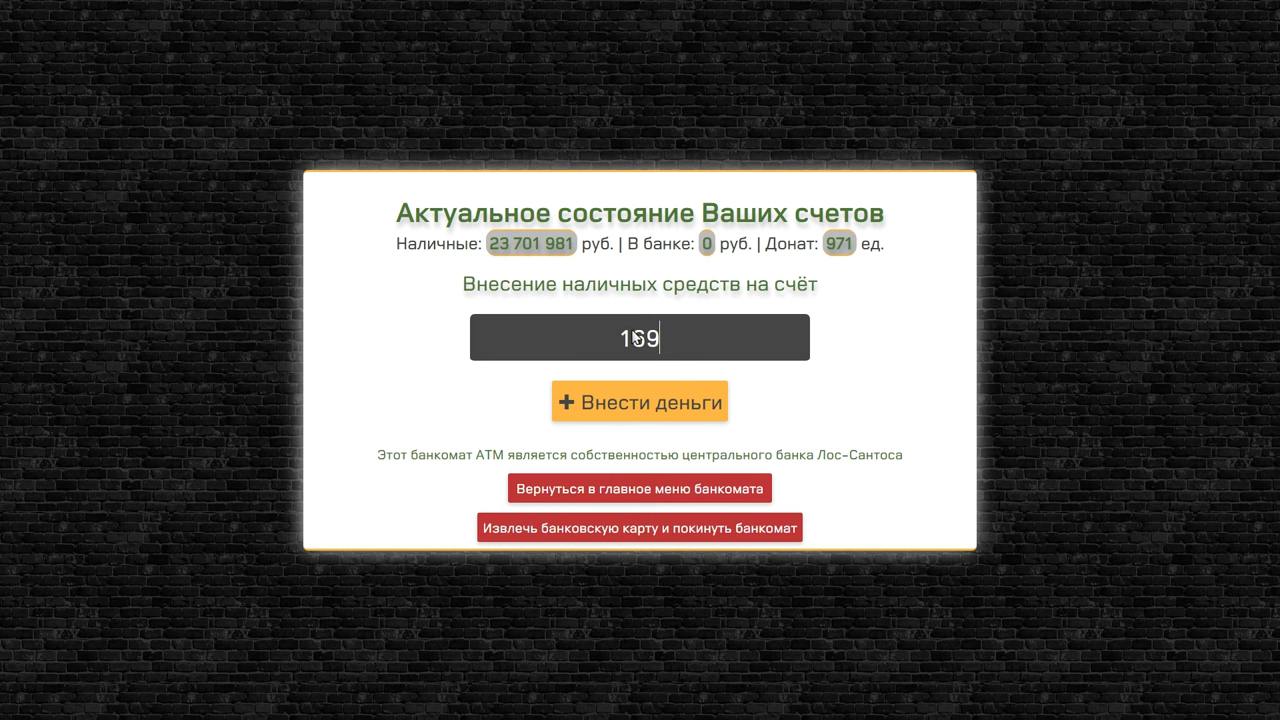 Актуальное состояние Ваших счетов
Наличные: 23 701 981 руб. | В банке: 0 руб. | Донат: 971 ед.
Внесение наличных средств на счёт
169
Внести деньги
Этот банкомат ATM является собственностью центрального банка Лос-Сантоса
Вернуться в главное меню банкомата
Извлечь банковскую карту и покинуть банкомат